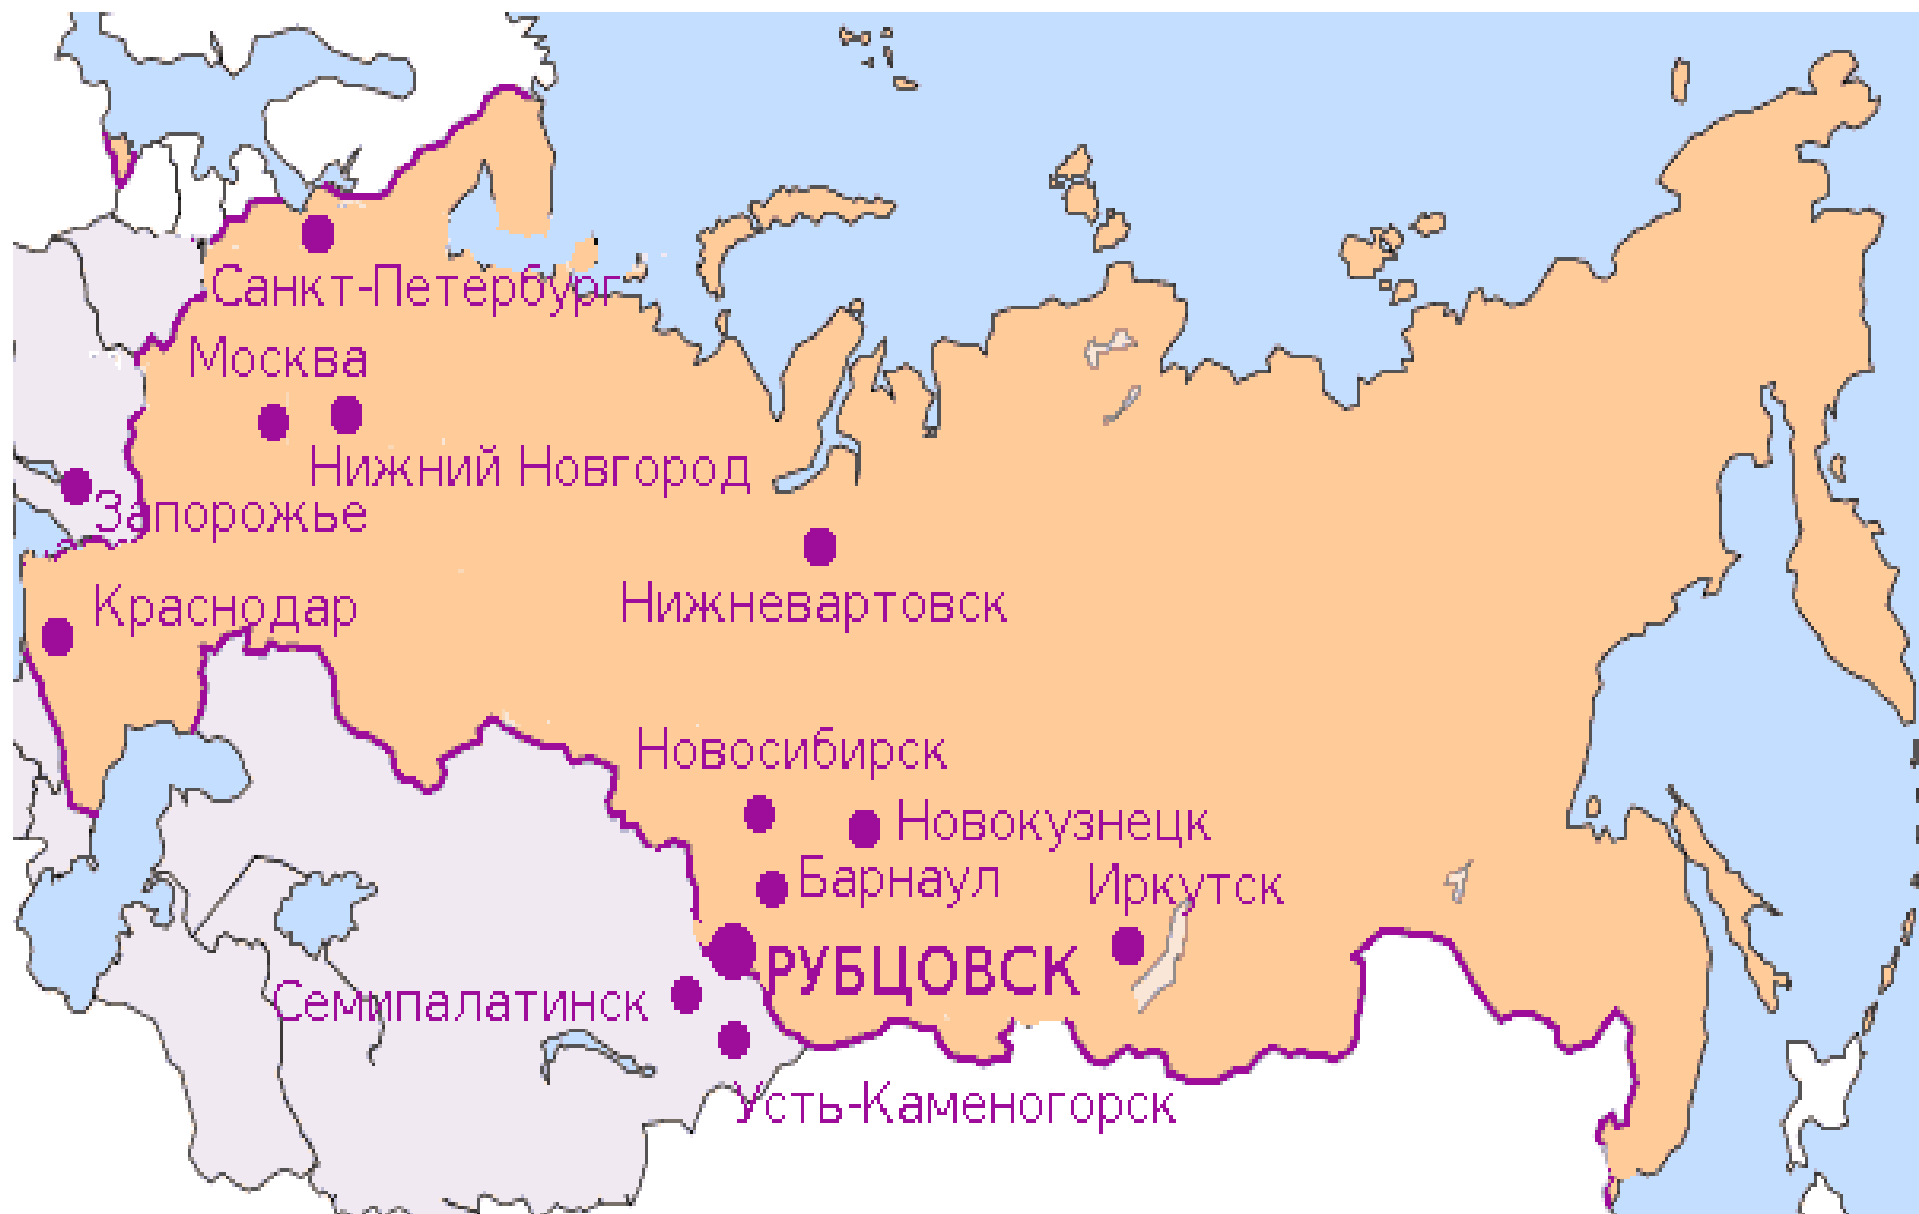 Санкт-Петербург
Москва
Нижний Новгород
Запорожье
Краснодар
Нижневартовск
Новосибирск
Новокузнецк
Барнаул
Иркутск
РУБЦОВСК
Семипалатинск
Усть-Каменогорск